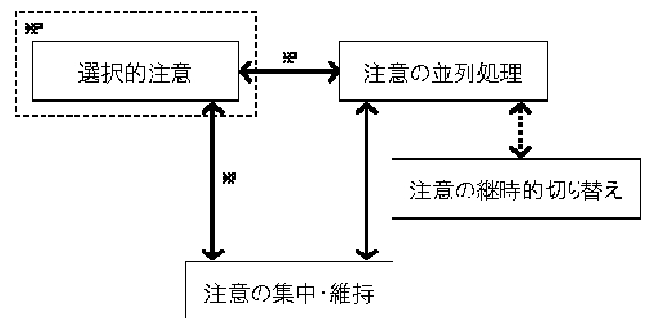 選択的注意
注意の並列処理
注意の継時的切り替え
注意の集中・維持